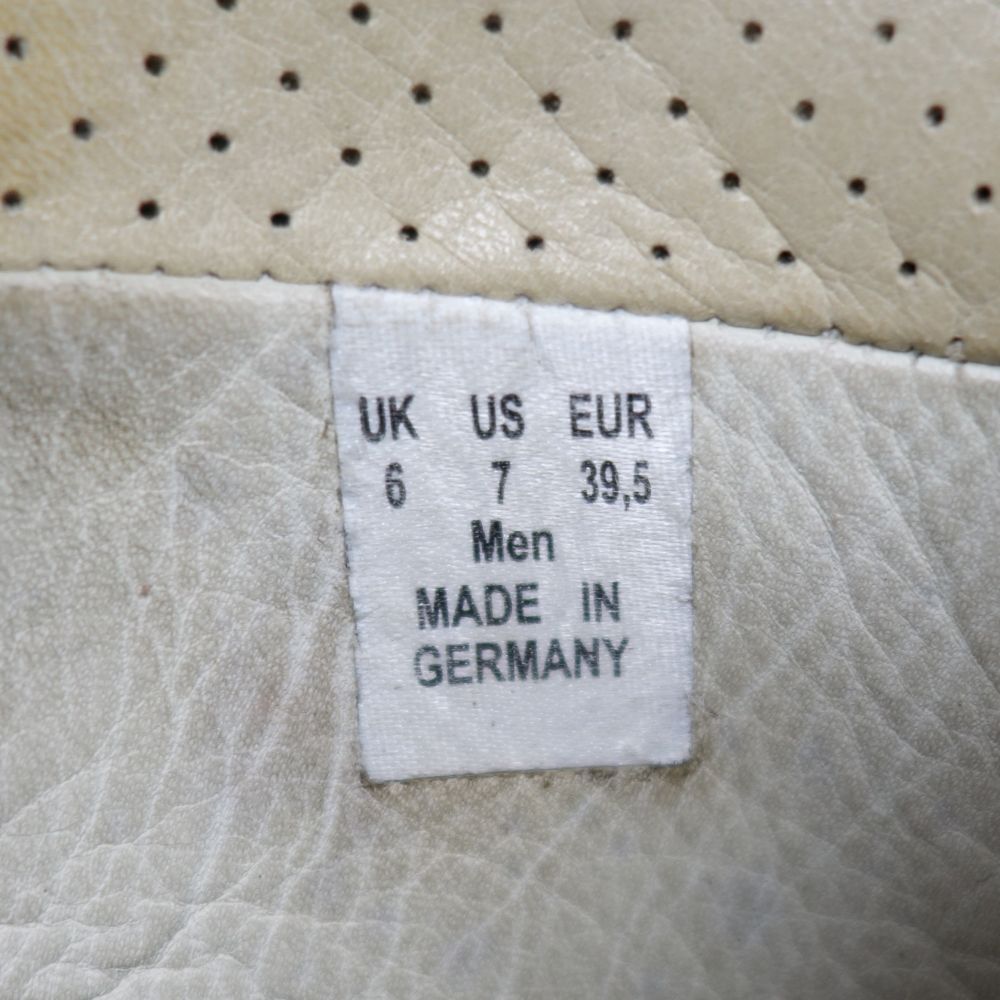 UK US EUR
6 7 39,5
Men
MADE IN
GERMANY